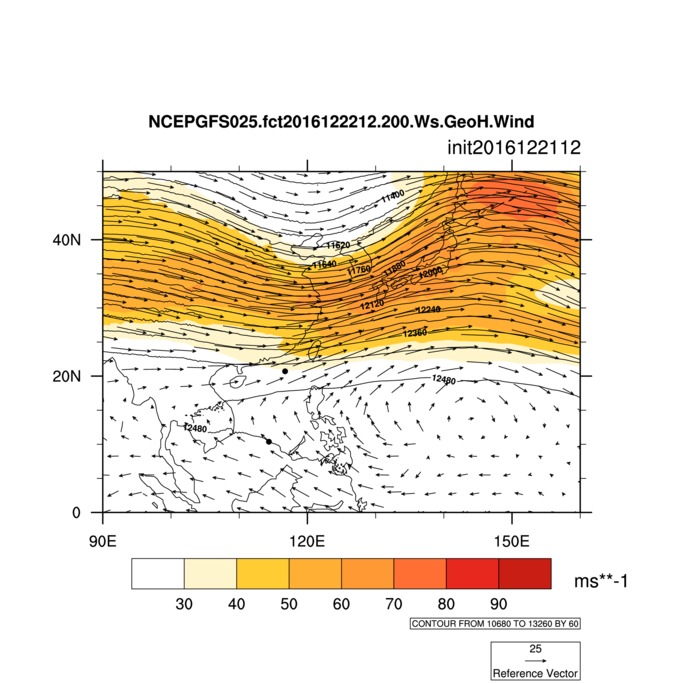 NCEPGFS025.fct2016122212.200.Ws.GeoH.Wind
init2016122112
11400
40N
11620
11640
11760
11880
12000
12120
12240
12360
20N
12480
12480
0
90E 120E 150E
ms**-1
30 40 50 60 70 80 90
CONTOUR FROM 10680 TO 13260 BY 60
25
Reference Vector